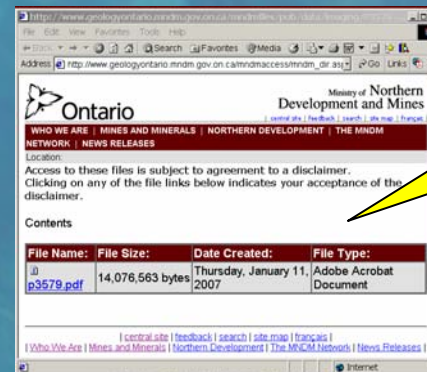 File Edit View Favorites Tools Help
Search Favorites Media
Address http://www.geologyontario.mndm.gov.on.ca/mndmaccess/mndm_dir.asp Go Links
Ontario
Ministry of Northern
Development and Mines
| central site | feedback | search | site map | français |
WHO WE ARE | MINES AND MINERALS | NORTHERN DEVELOPMENT | THE MNDM
NETWORK | NEWS RELEASES
Location:
Access to these files is subject to agreement to a disclaimer.
Clicking on any of the file links below indicates your acceptance of the
disclaimer.
Contents
File Name: File Size: Date Created: File Type:
p3579.pdf 14,076,563 bytes Thursday, January 11, 2007 Adobe Acrobat Document
| central site | feedback | search | site map | français |
| Who We Are | Mines and Minerals | Northern Development | The MNDM Network | News Releases |
Internet